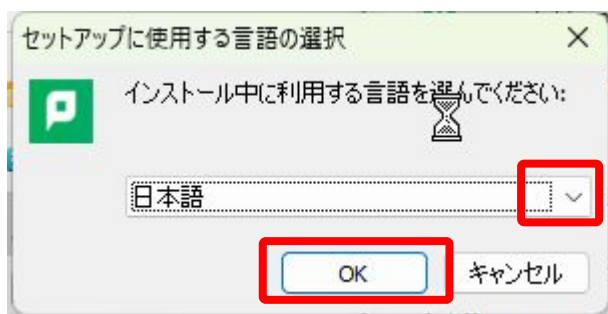 セットアップに使用する言語の選択
インストール中に利用する言語を選んでください:
日本語
OK
キャンセル